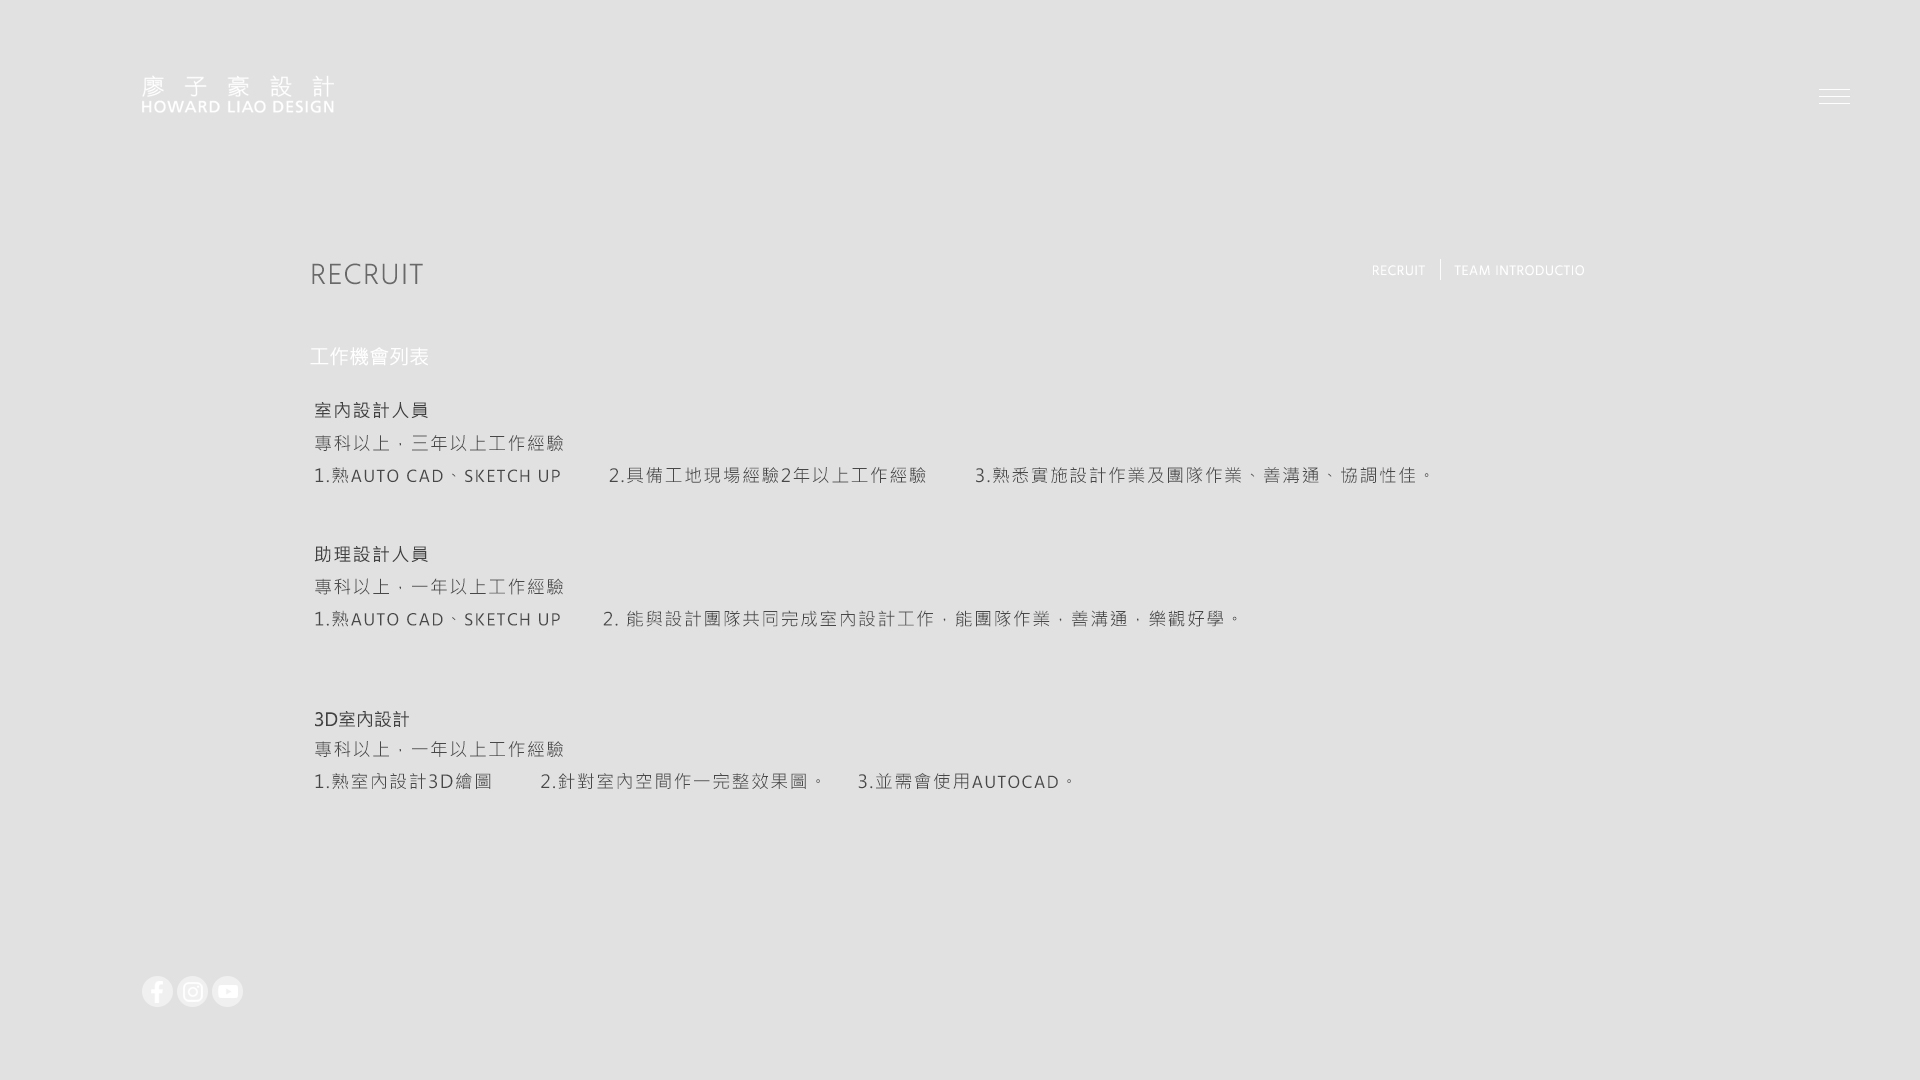 廖子豪設計
HOWARD LIAO DESIGN
RECRUIT
RECRUIT
TEAM INTRODUCTIO
工作機會列表
室內設計人員
專科以上，三年以上工作經驗
1.熟AUTO CAD、SKETCH UP 2.具備工地現場經驗2年以上工作經驗 3.熟悉實施設計作業及團隊作業、善溝通、協調性佳。
助理設計人員
專科以上，一年以上工作經驗
1.熟AUTO CAD、SKETCH UP 2. 能與設計團隊共同完成室內設計工作，能團隊作業，善溝通，樂觀好學。
3D室內設計
專科以上，一年以上工作經驗
1.熟室內設計3D繪圖 2.針對室內空間作一完整效果圖。 3.並需會使用AUTOCAD。